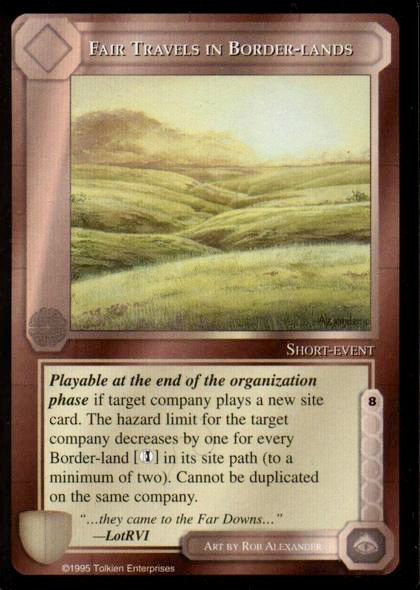 FAIR TRAVELS IN BORDER-LANDS
SHORT-EVENT
Playable at the end of the organization
phase if target company plays a new site
card. The hazard limit for the target
company decreases by one for every
Border-land [ ] in its site path (to a
minimum of two). Cannot be duplicated
on the same company.
8
"...they came to the Far Downs..."
—LotRVI
ART BY ROB ALEXANDER
©1995 Tolkien Enterprises